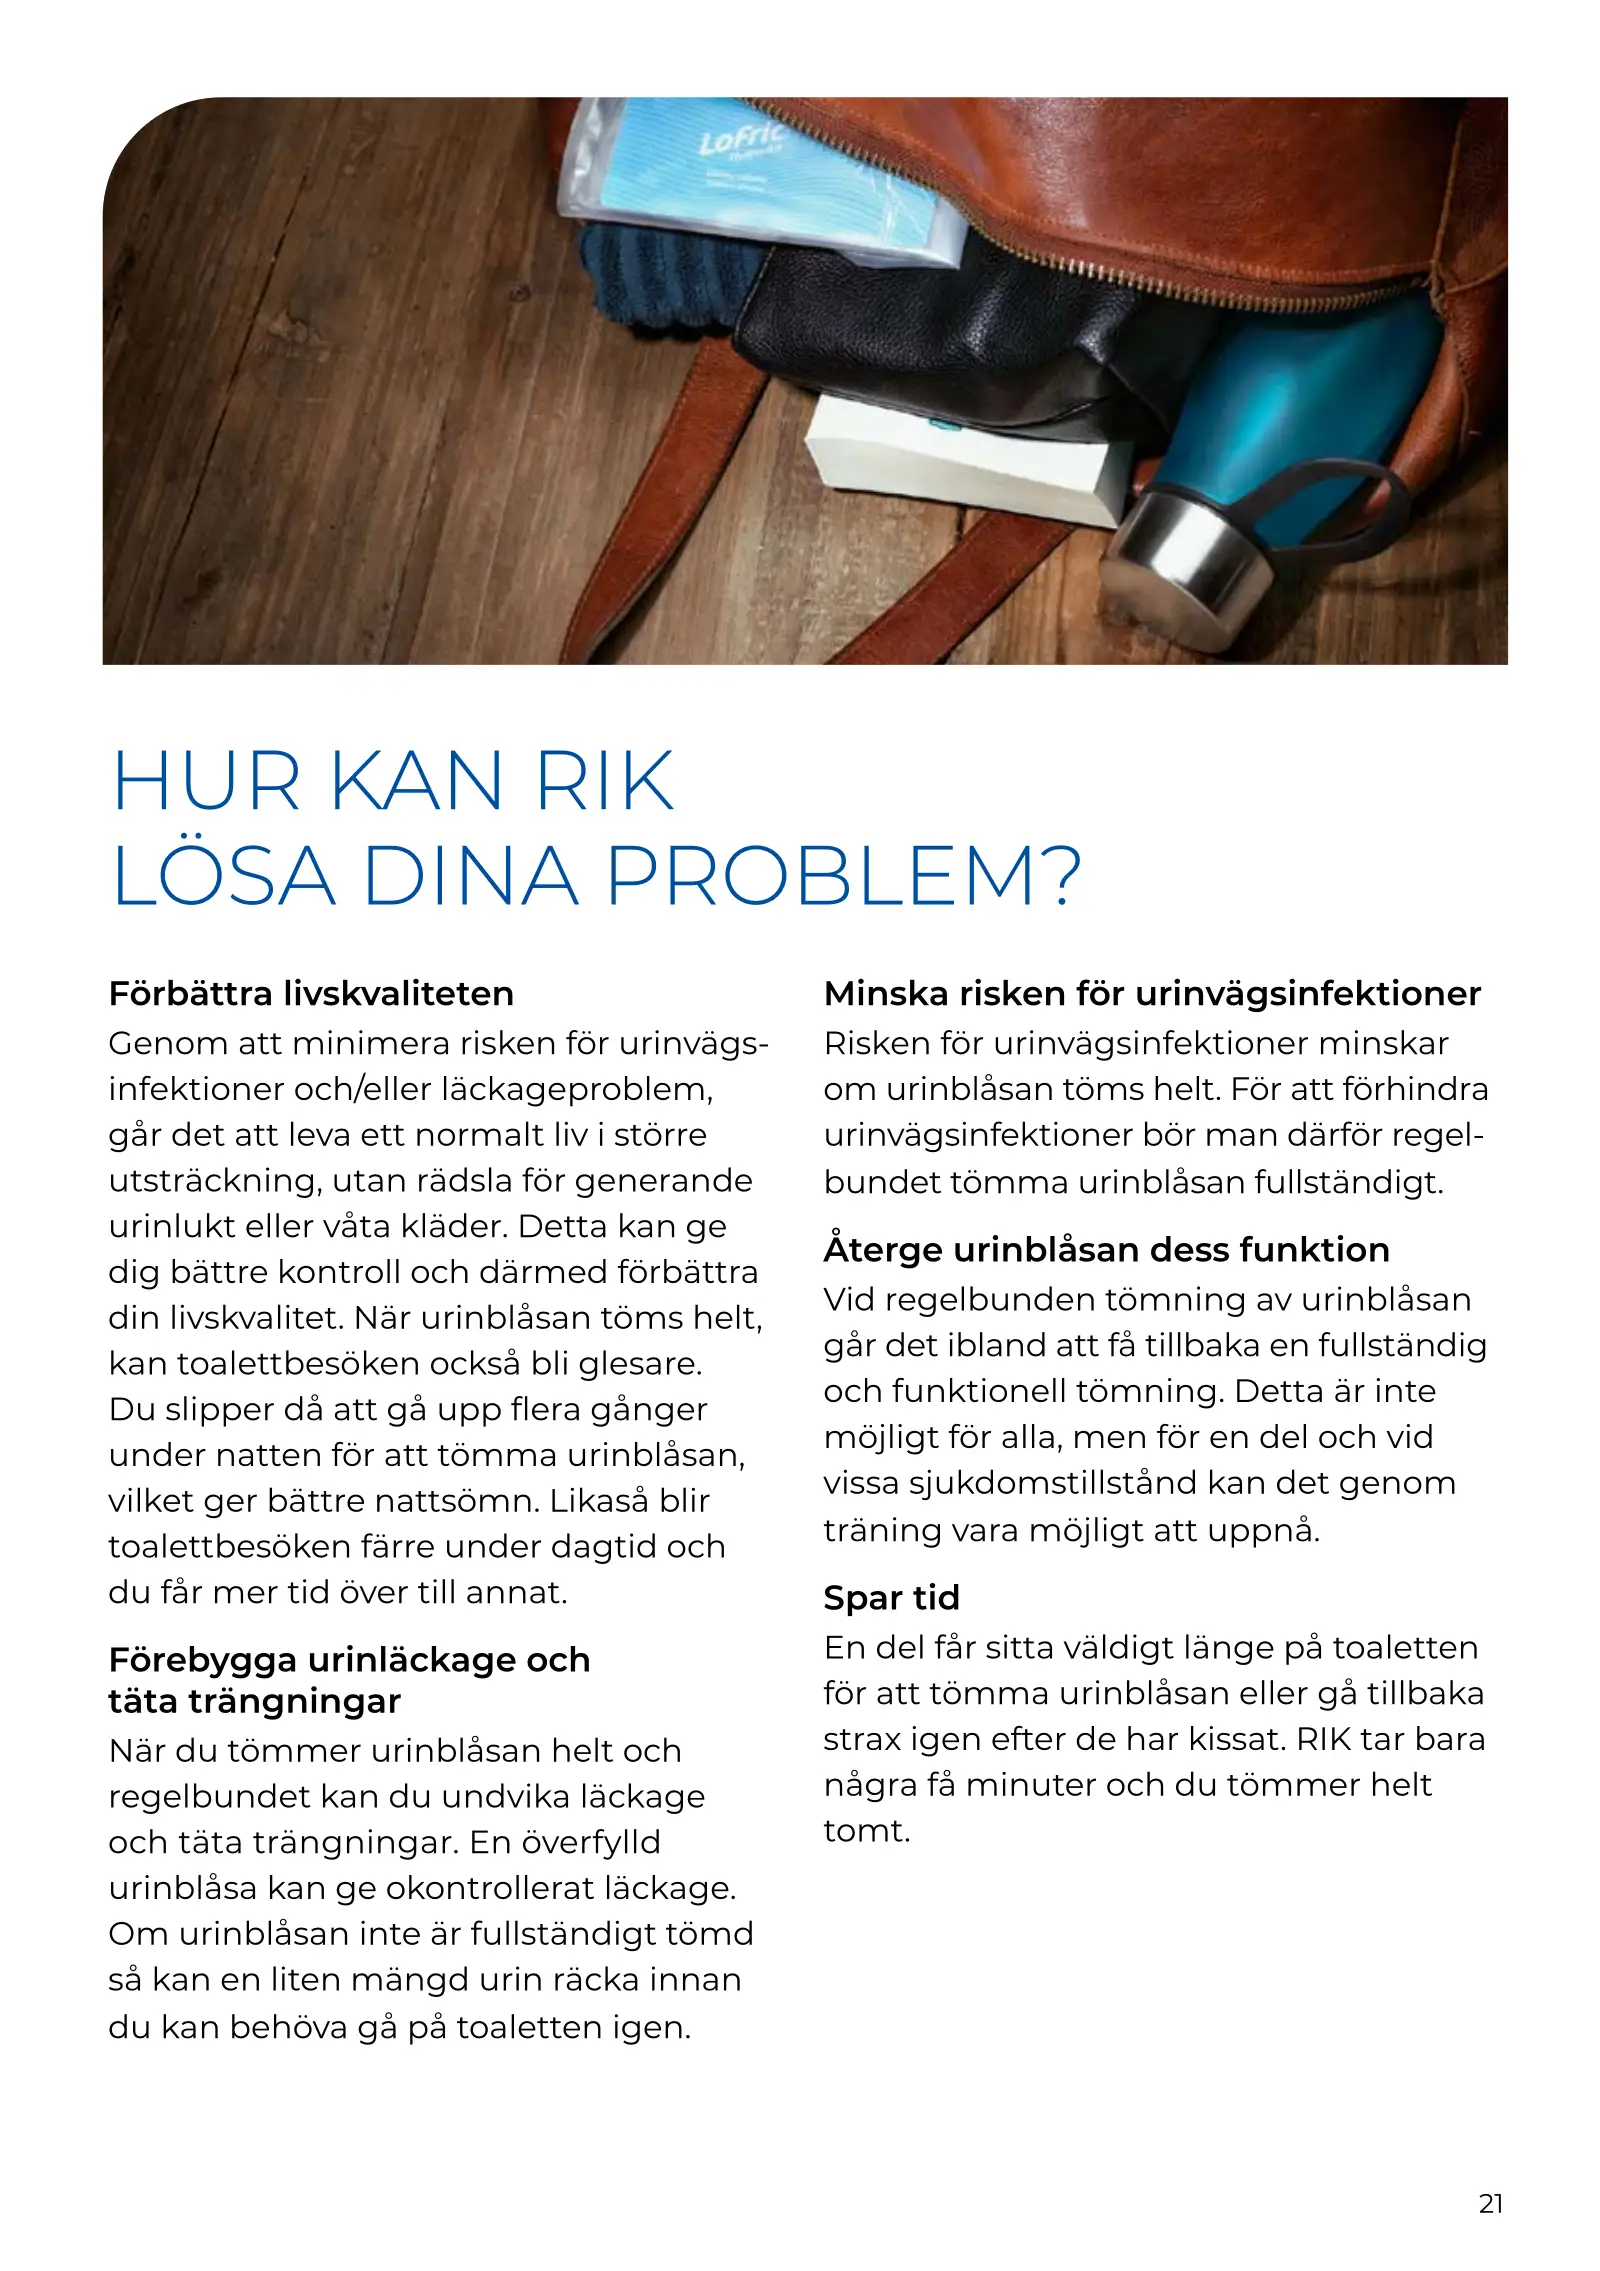 LoFric
HUR KAN RIK
LÖSA DINA PROBLEM?
Förbättra livskvaliteten
Genom att minimera risken för urinvägs-
infektioner och/eller läckageproblem,
går det att leva ett normalt liv i större
utsträckning, utan rädsla för generande
urinlukt eller våta kläder. Detta kan ge
dig bättre kontroll och därmed förbättra
din livskvalitet. När urinblåsan töms helt,
kan toalettbesöken också bli glesare.
Du slipper då att gå upp flera gånger
under natten för att tömma urinblåsan,
vilket ger bättre nattsömn. Likaså blir
toalettbesöken färre under dagtid och
du får mer tid över till annat.
Förebygga urinläckage och
täta trängningar
När du tömmer urinblåsan helt och
regelbundet kan du undvika läckage
och täta trängningar. En överfylld
urinblåsa kan ge okontrollerat läckage.
Om urinblåsan inte är fullständigt tömd
så kan en liten mängd urin räcka innan
du kan behöva gå på toaletten igen.
Minska risken för urinvägsinfektioner
Risken för urinvägsinfektioner minskar
om urinblåsan töms helt. För att förhindra
urinvägsinfektioner bör man därför regel-
bundet tömma urinblåsan fullständigt.
Återge urinblåsan dess funktion
Vid regelbunden tömning av urinblåsan
går det ibland att få tillbaka en fullständig
och funktionell tömning. Detta är inte
möjligt för alla, men för en del och vid
vissa sjukdomstillstånd kan det genom
träning vara möjligt att uppnå.
Spar tid
En del får sitta väldigt länge på toaletten
för att tömma urinblåsan eller gå tillbaka
strax igen efter de har kissat. RIK tar bara
några få minuter och du tömmer helt
tomt.
21